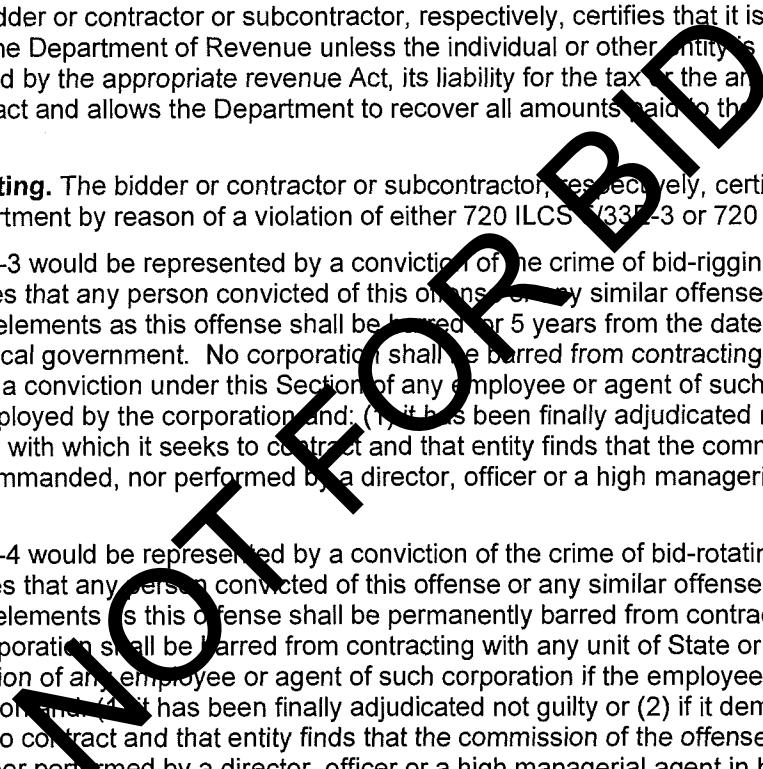 dder or contractor or subcontractor, respectively, certifies that it is
ne Department of Revenue unless the individual or other entity is
d by the appropriate revenue Act, its liability for the tax or the am
act and allows the Department to recover all amounts paid to the
ting. The bidder or contractor or subcontractor, respectively, certi
rtment by reason of a violation of either 720 ILCS 5/33E-3 or 720
-3 would be represented by a conviction of the crime of bid-riggin
es that any person convicted of this offense or any similar offense
elements as this offense shall be barred for 5 years from the date
cal government. No corporation shall be barred from contracting
a conviction under this Section of any employee or agent of such
ployed by the corporation and: (1) it has been finally adjudicated n
with which it seeks to contract and that entity finds that the comm
mmanded, nor performed by a director, officer or a high manageri
-4 would be represented by a conviction of the crime of bid-rotatin
es that any person convicted of this offense or any similar offense
elements as this offense shall be permanently barred from contrac
poration shall be barred from contracting with any unit of State or
ion of any employee or agent of such corporation if the employee
on and: (1) it has been finally adjudicated not guilty or (2) if it dem
o contract and that entity finds that the commission of the offense
nor performed by a director, officer or a high managerial agent in b
NOT FOR BID